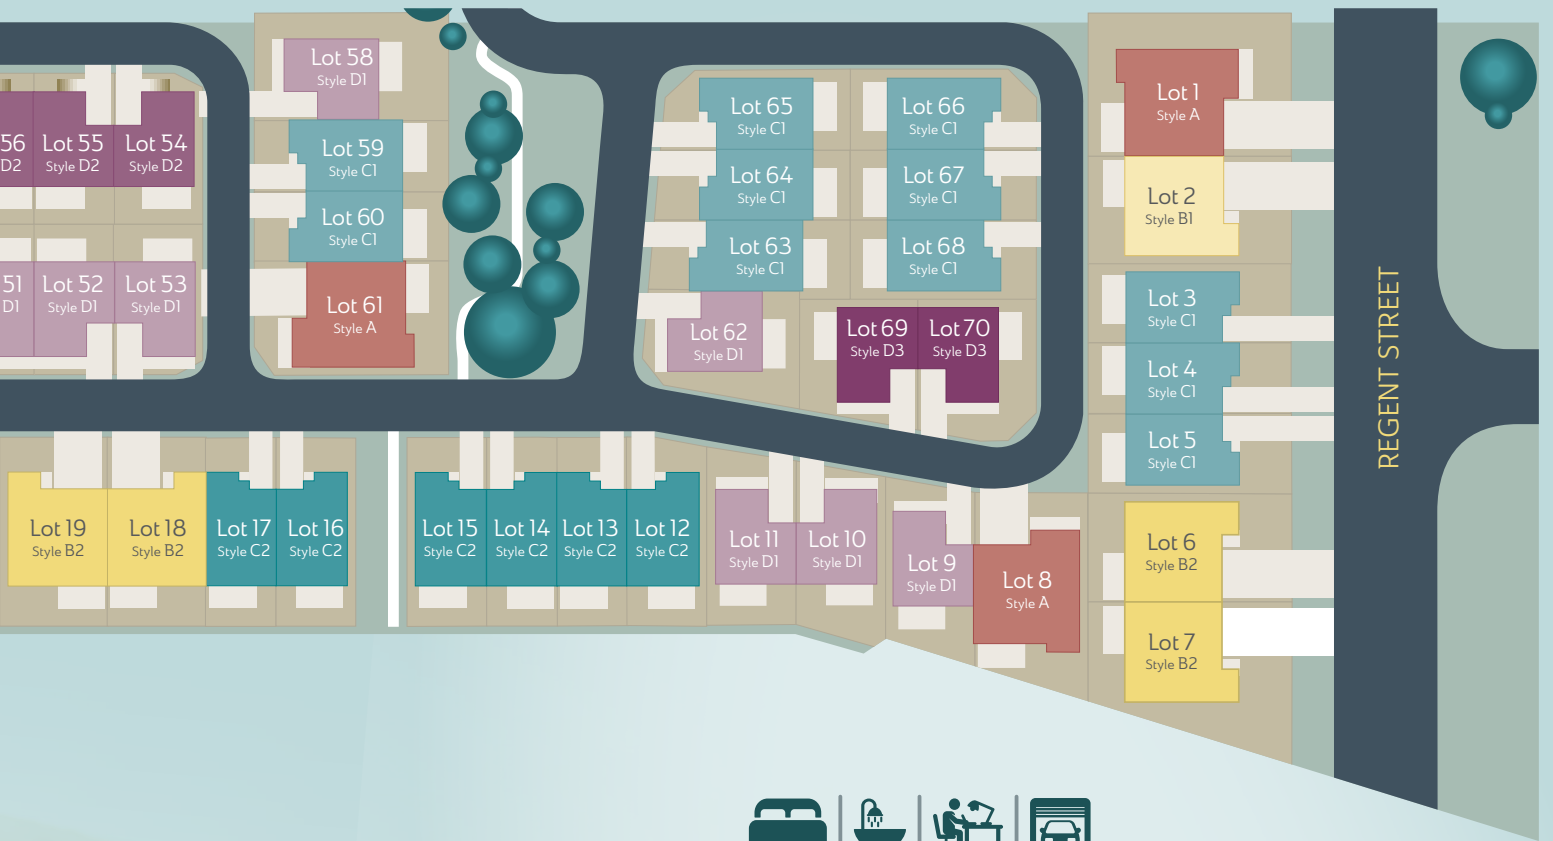 Lot 58
Style D1
Lot 65
Style C1
Lot 66
Style C1
Lot 1
Style A
56
D2
Lot 55
Style D2
Lot 54
Style D2
Lot 59
Style C1
Lot 64
Style C1
Lot 67
Style C1
Lot 2
Style B1
Lot 60
Style C1
Lot 63
Style C1
Lot 68
Style C1
51
D1
Lot 52
Style D1
Lot 53
Style D1
Lot 61
Style A
Lot 62
Style D1
Lot 69
Style D3
Lot 70
Style D3
Lot 3
Style C1
Lot 4
Style C1
Lot 5
Style C1
REGENT STREET
Lot 19
Style B2
Lot 18
Style B2
Lot 17
Style C2
Lot 16
Style C2
Lot 15
Style C2
Lot 14
Style C2
Lot 13
Style C2
Lot 12
Style C2
Lot 11
Style D1
Lot 10
Style D1
Lot 9
Style D1
Lot 8
Style A
Lot 6
Style B2
Lot 7
Style B2